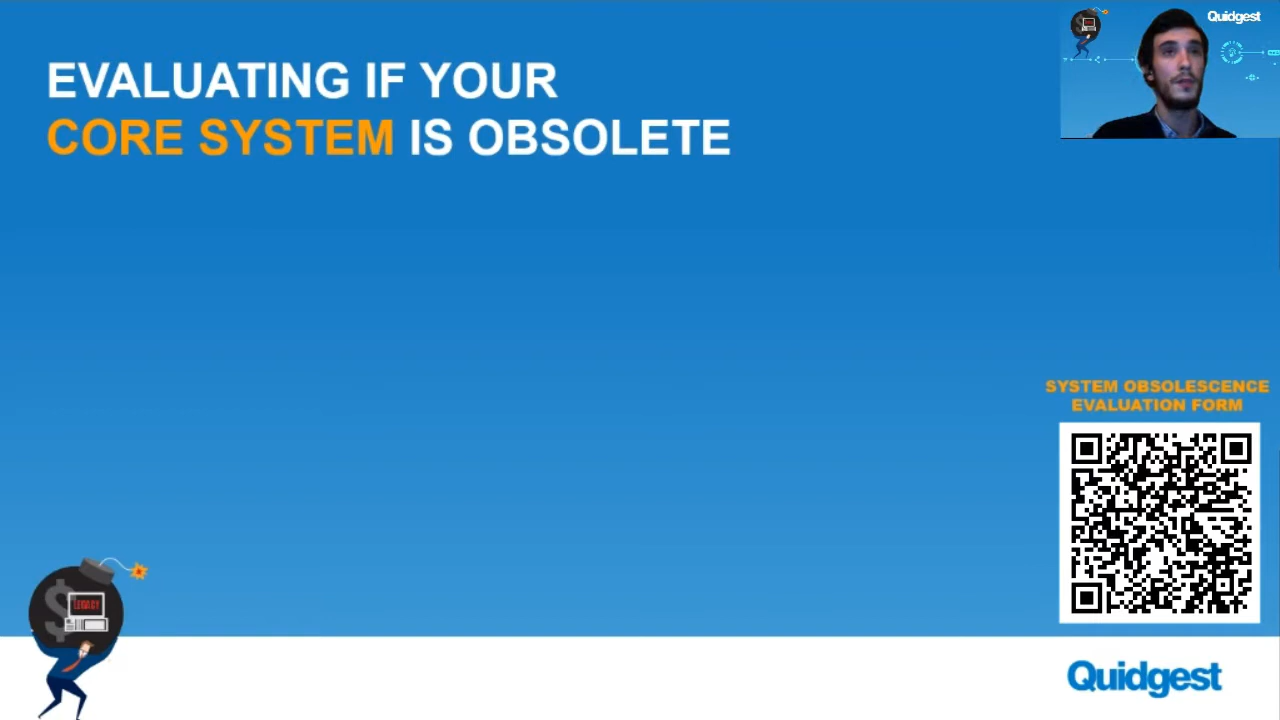 Quidgest
EVALUATING IF YOUR
CORE SYSTEM IS OBSOLETE
SYSTEM OBSOLESCENCE
EVALUATION FORM
LEGACY
Quidgest